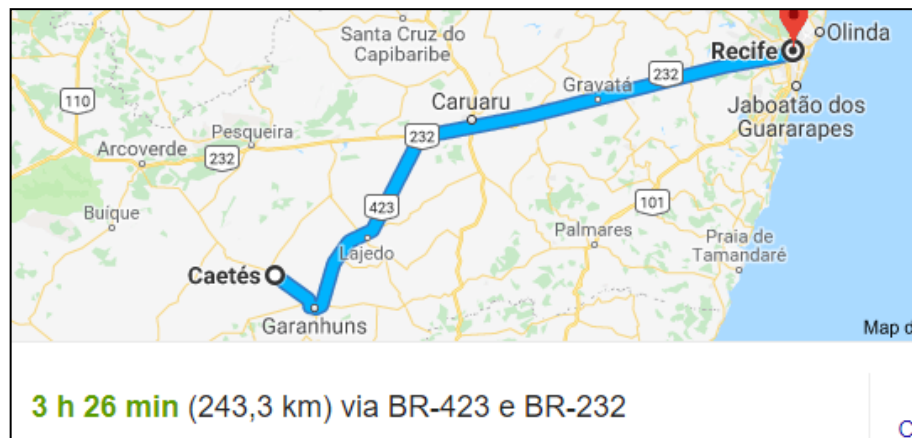 Santa Cruz do
Capibaribe
Olinda
Recife
232
Gravatá
110
Caruaru
Jaboatão dos
Guararapes
232
Pesqueira
Arcoverde
232
423
101
Buíque
Palmares
Praia de
Tamandaré
Lajedo
Caetés
Garanhuns
Map d
3 h 26 min (243,3 km) via BR-423 e BR-232